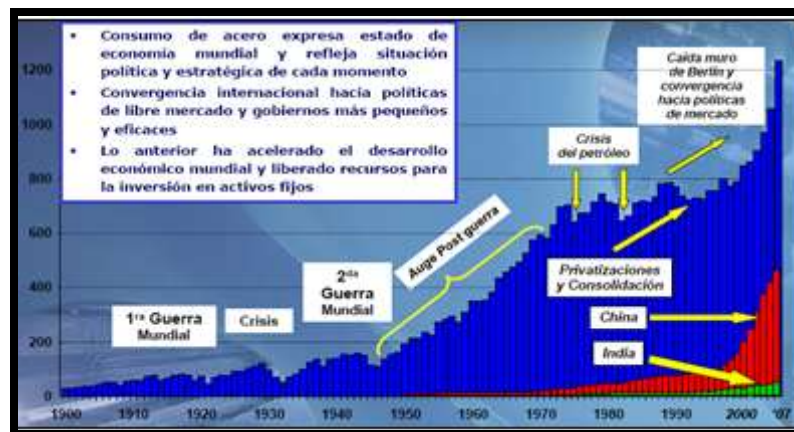 • Consumo de acero expresa estado de
economía mundial y refleja situación
política y estratégica de cada momento
• Convergencia internacional hacia políticas
de libre mercado y gobiernos más pequeños
y eficaces
• Lo anterior ha acelerado el desarrollo
económico mundial y liberado recursos para
la inversión en activos fijos
Caída muro
de Berlín y
convergencia
hacia políticas
de mercado
Crisis
del petróleo
Auge Post guerra
2da
Guerra
Mundial
1ra Guerra
Mundial
Crisis
Privatizaciones
y Consolidación
China
India
1200
1000
800
600
400
200
0
1900 1910 1920 1930 1940 1950 1960 1970 1980 1990 2000 '07